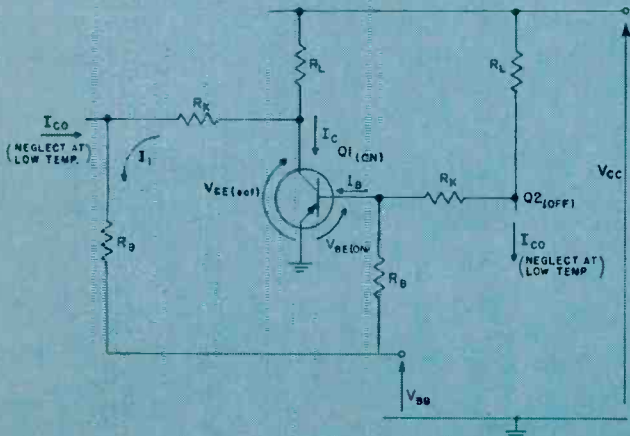 R_L
R_L
R_K
I_CO
(NEGLECT AT LOW TEMP.
I_1
I_C
Q1(ON)
V_CC
V_CE(sat)
I_B
R_K
Q2(OFF)
R_B
V_BE(ON)
R_B
I_CO
(NEGLECT AT LOW TEMP
V_BB